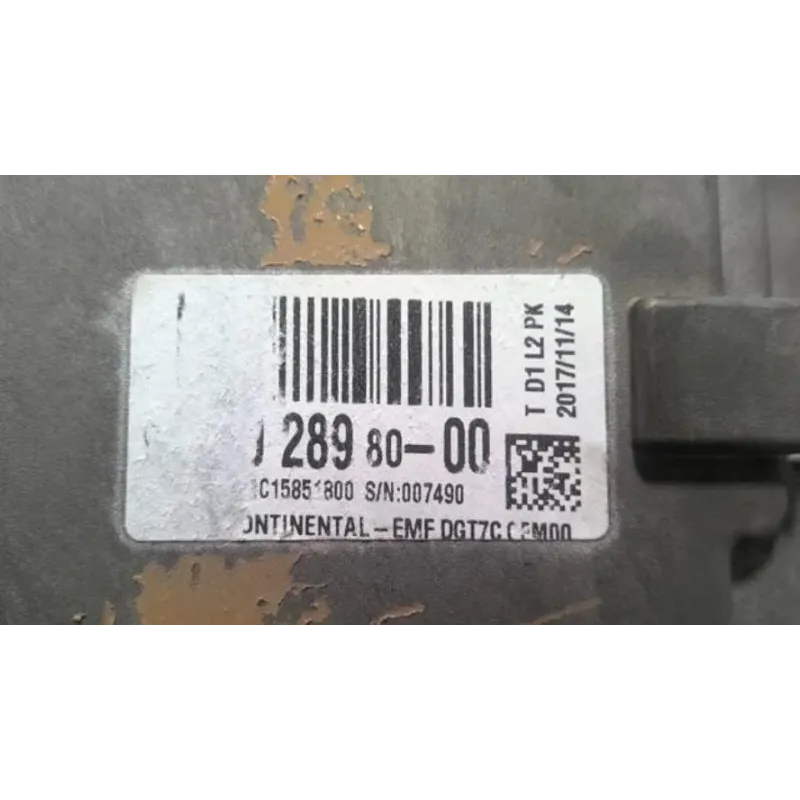 T D1 L2 PK
2017/11/14
289 80-00
C15851800 S/N:007490
ONTINENTAL-EMF DGT7C